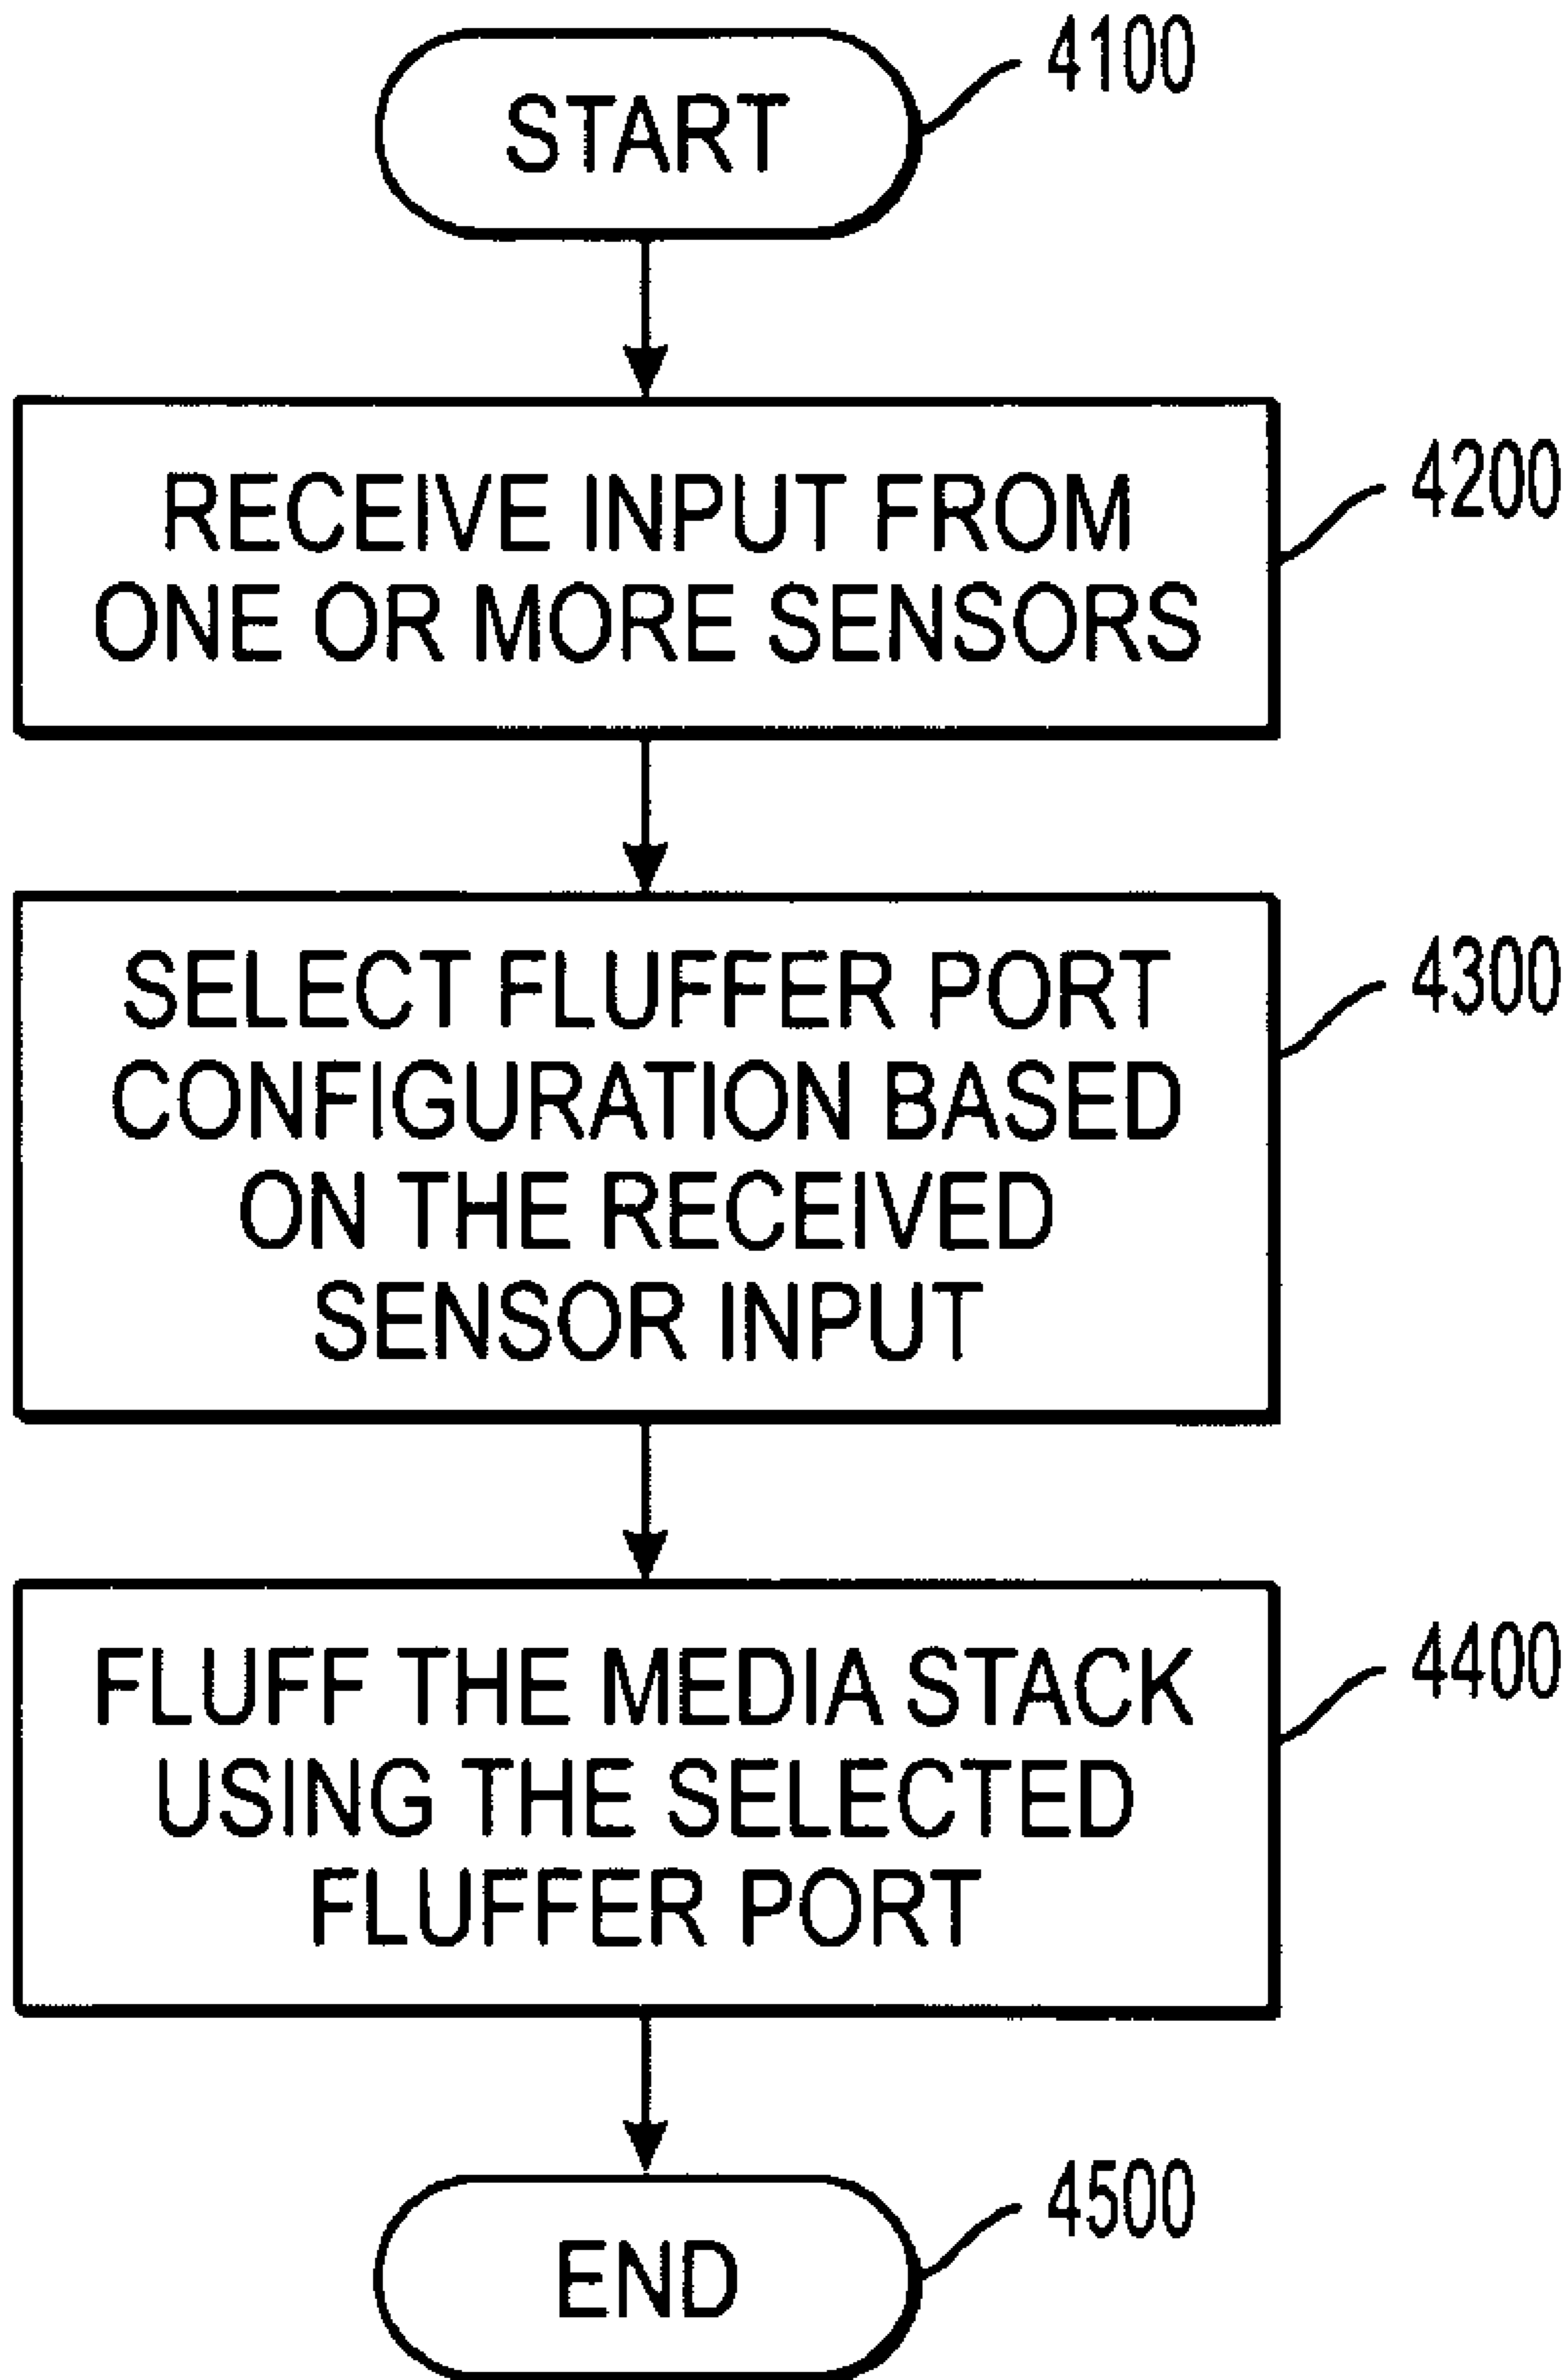 START
4100
RECEIVE INPUT FROM
ONE OR MORE SENSORS
4200
SELECT FLUFFER PORT
CONFIGURATION BASED
ON THE RECEIVED
SENSOR INPUT
4300
FLUFF THE MEDIA STACK
USING THE SELECTED
FLUFFER PORT
4400
END
4500